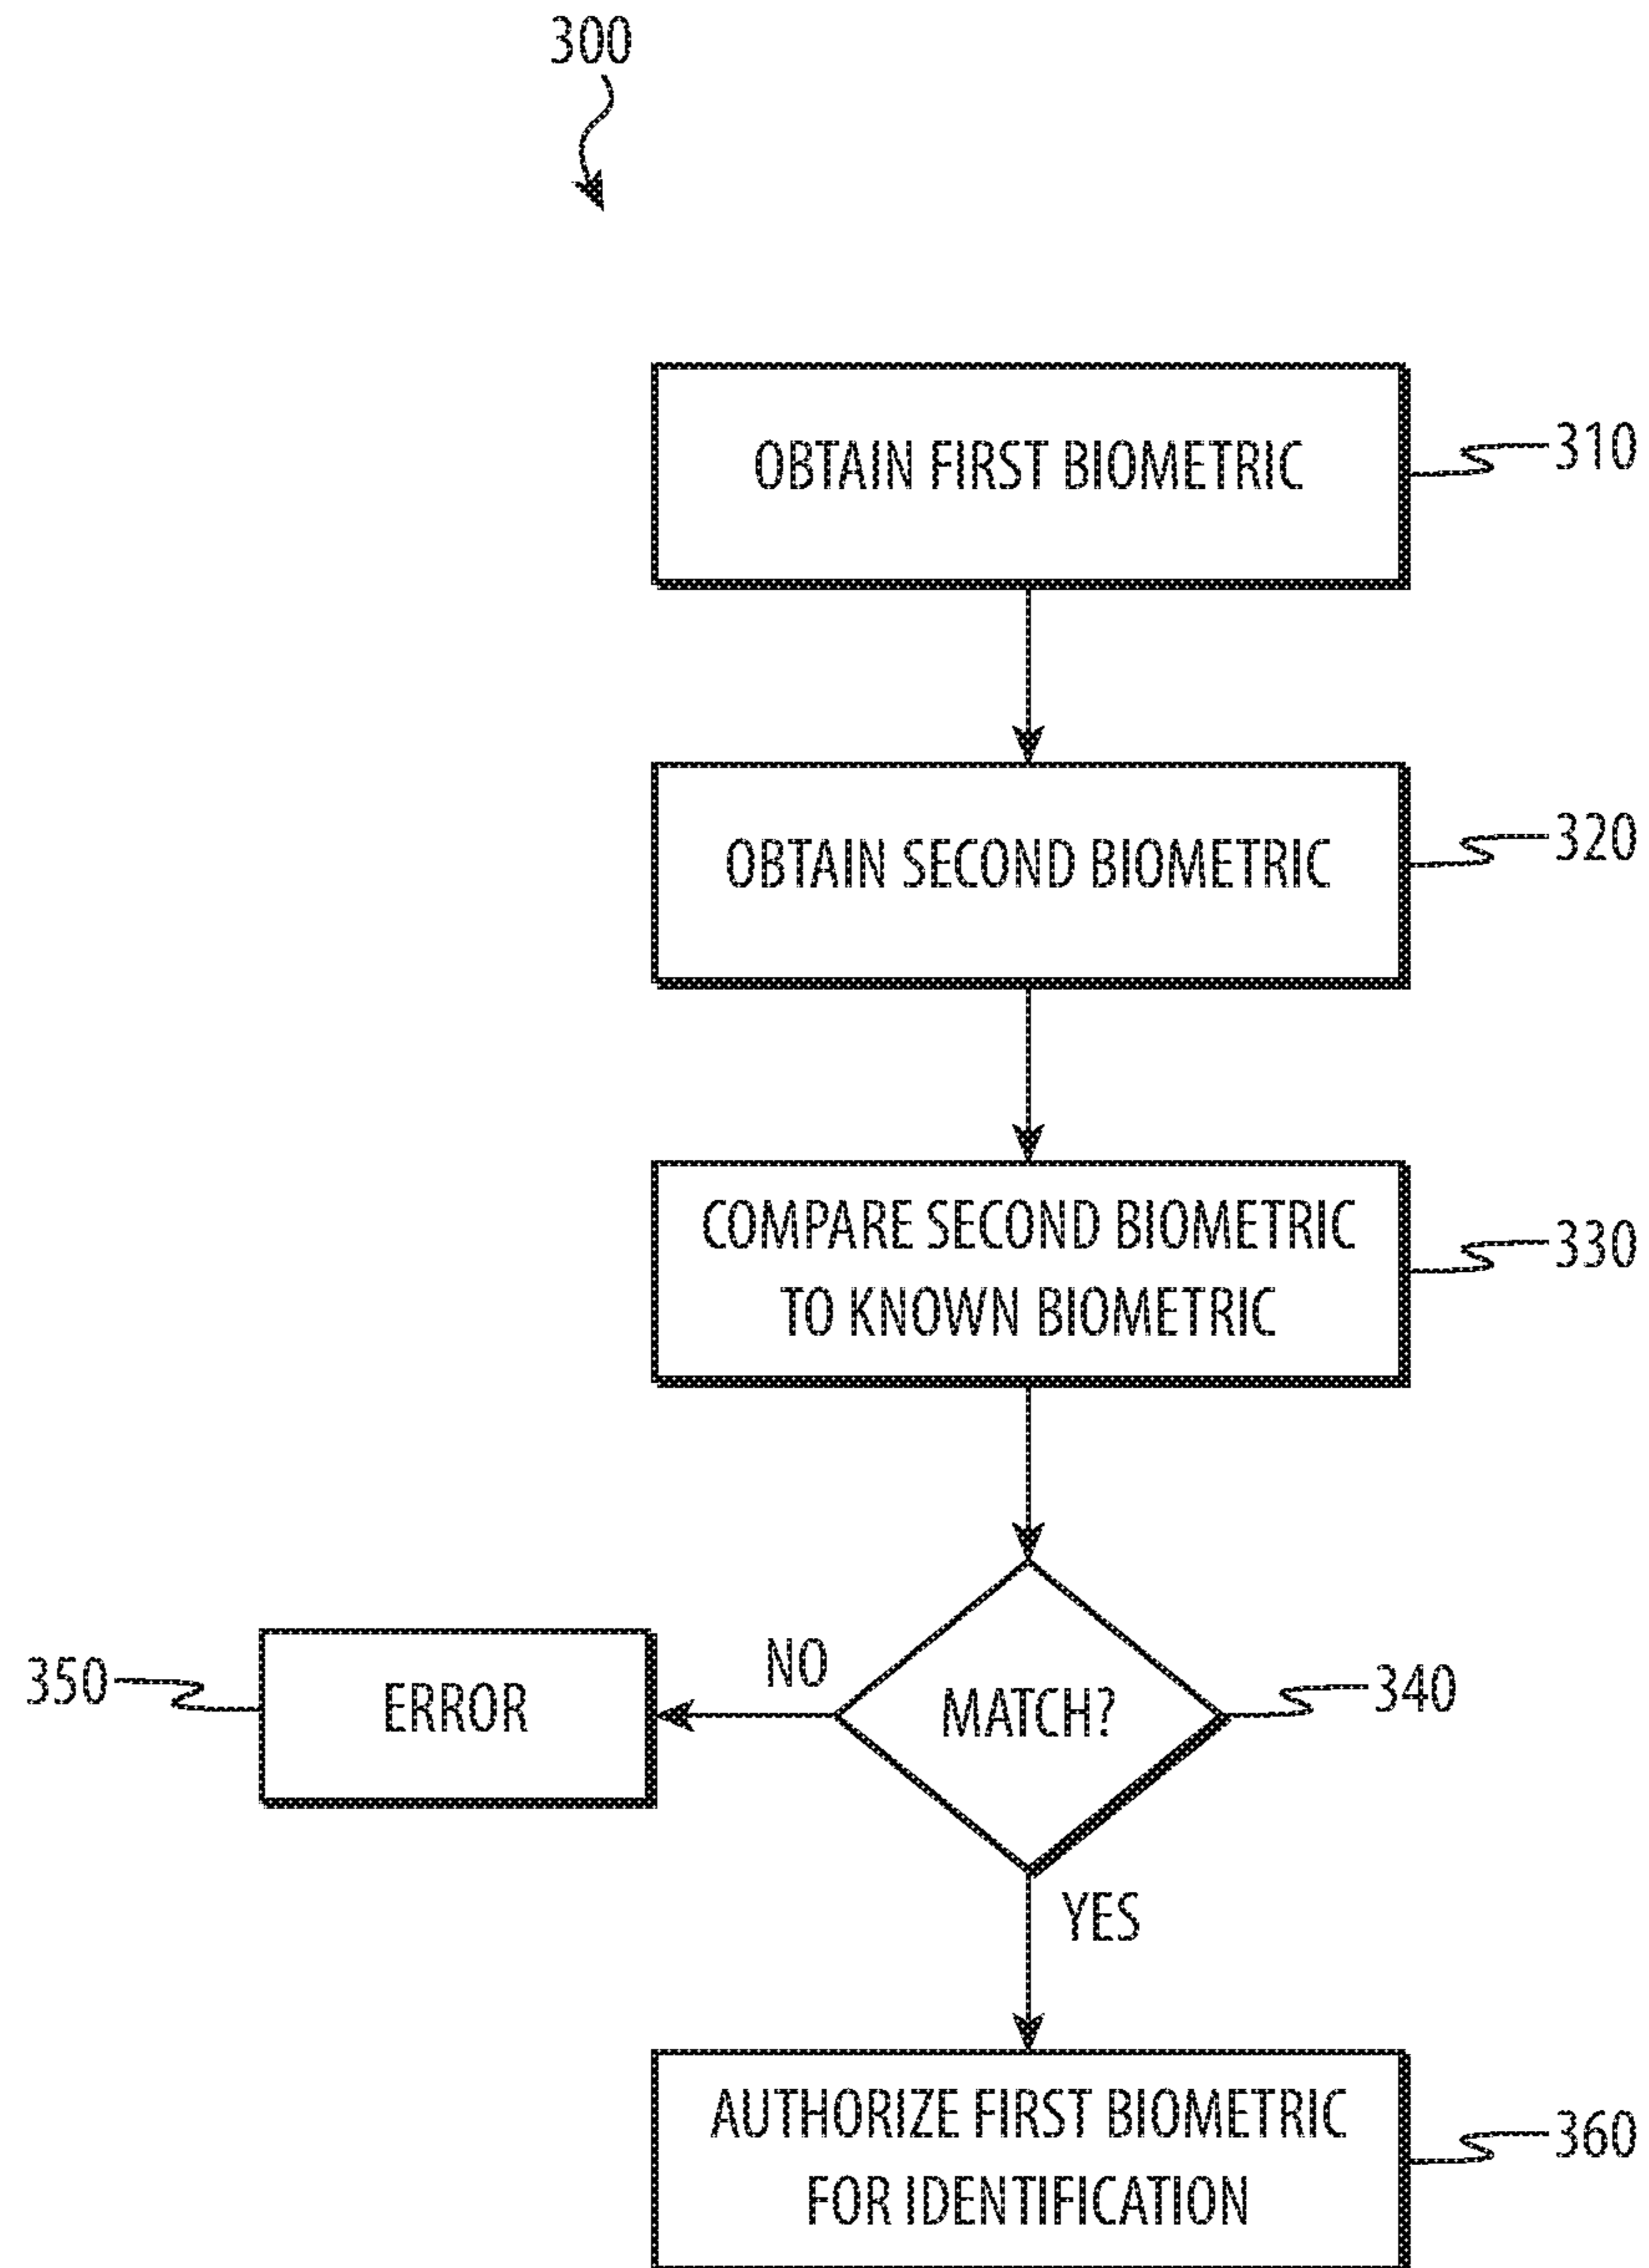 300
OBTAIN FIRST BIOMETRIC
310
OBTAIN SECOND BIOMETRIC
320
COMPARE SECOND BIOMETRIC
TO KNOWN BIOMETRIC
330
350
ERROR
NO
MATCH?
340
YES
AUTHORIZE FIRST BIOMETRIC
FOR IDENTIFICATION
360